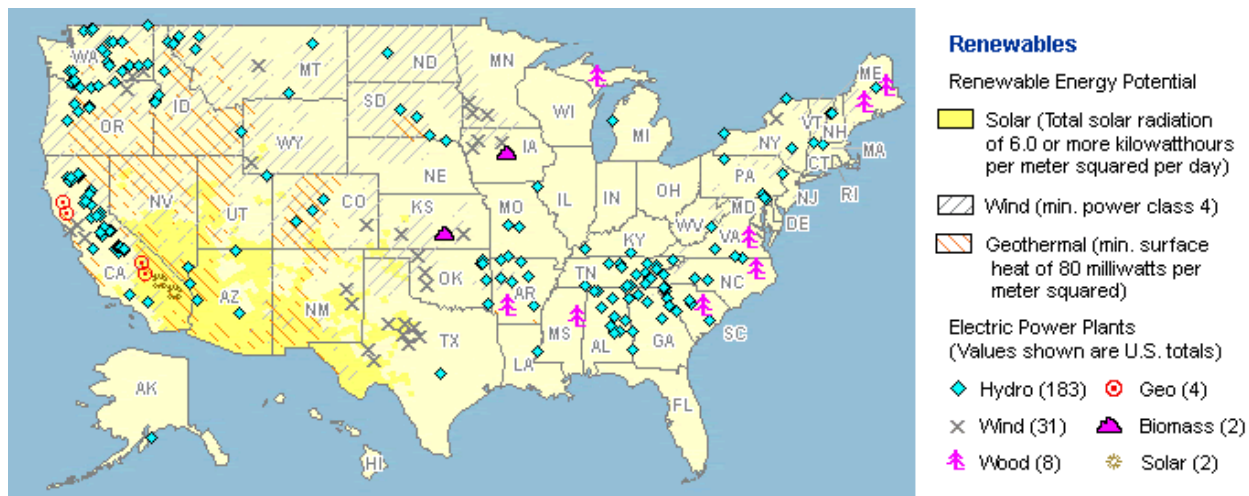 WA
MT
ND
MN
ME
OR
ID
SD
WI
MI
NY
VT
NH
MA
WY
IA
CT
RI
NE
PA
NJ
NV
UT
CO
KS
MO
IL
IN
OH
MD
DE
WV
VA
KY
CA
AZ
NM
OK
AR
TN
NC
SC
TX
LA
MS
AL
GA
FL
AK
HI
Renewables
Renewable Energy Potential
Solar (Total solar radiation
of 6.0 or more kilowatthours
per meter squared per day)
Wind (min. power class 4)
Geothermal (min. surface
heat of 80 milliwatts per
meter squared)
Electric Power Plants
(Values shown are U.S. totals)
Hydro (183)
Geo (4)
Wind (31)
Biomass (2)
Wood (8)
Solar (2)